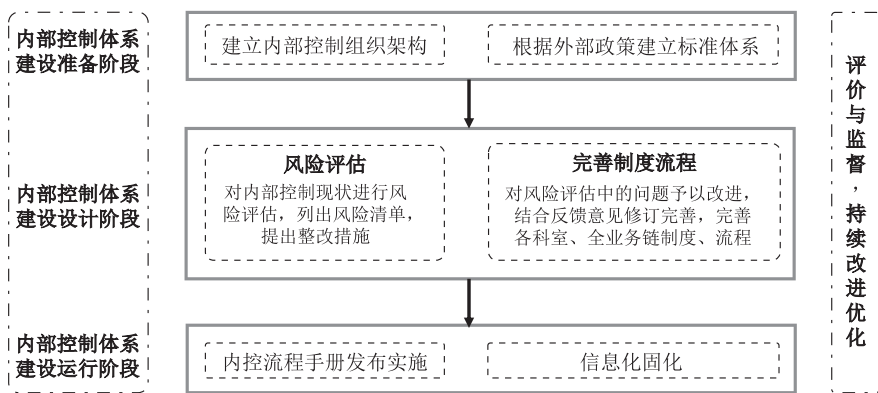 内部控制体系
建设准备阶段
建立内部控制组织架构
根据外部政策建立标准体系
内部控制体系
建设设计阶段
风险评估
对内部控制现状进行风
险评估，列出风险清单，
提出整改措施
完善制度流程
对风险评估中的问题予以改进，
结合反馈意见修订完善，完善
各科室、全业务链制度、流程
内部控制体系
建设运行阶段
内控流程手册发布实施
信息化固化
评价与监督，持续改进优化